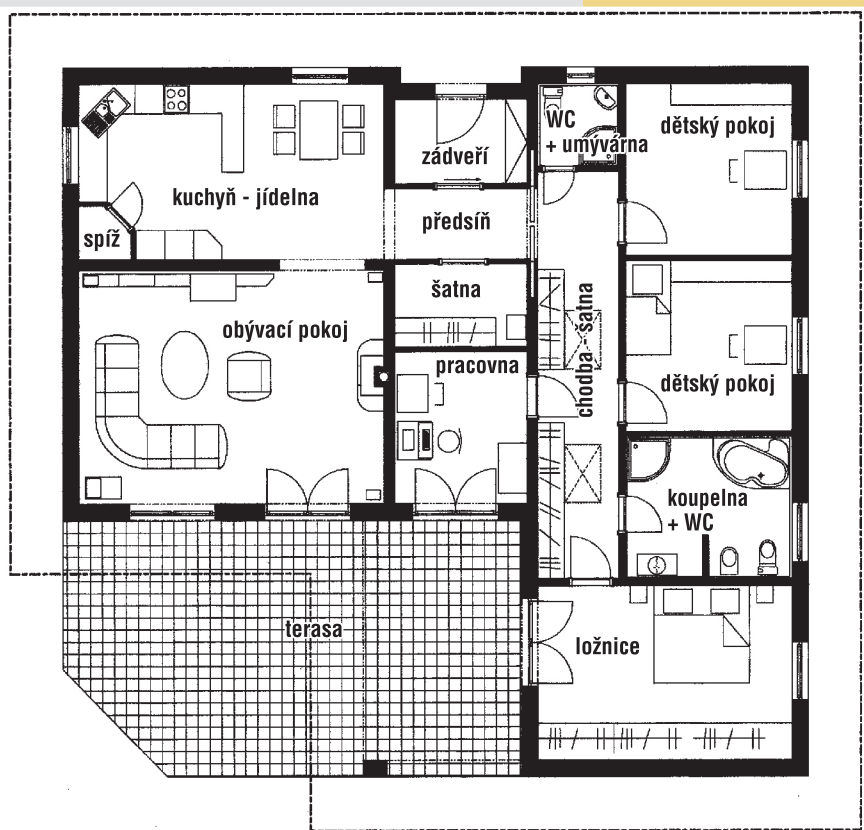 WC
+ umývárna
dětský pokoj
zádveří
kuchyň - jídelna
předsíň
spíž
šatna
obývací pokoj
chodba - šatna
pracovna
dětský pokoj
koupelna
+ WC
terasa
ložnice